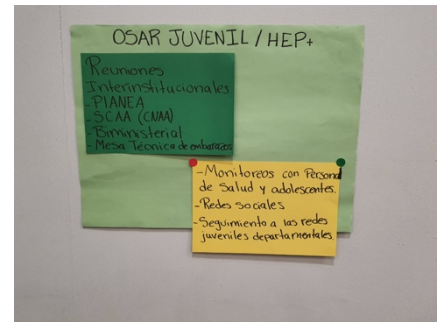 OSAR JUVENIL / HEP+
Reuniones
Interinstitucionales
- PIANEA
- SCAA (CNAA)
- Biministerial
- Mesa Técnica de embarazos
- Monitoreos con Personal
de Salud y adolescentes.
- Redes sociales
- Seguimiento a las redes
juveniles departamentales.